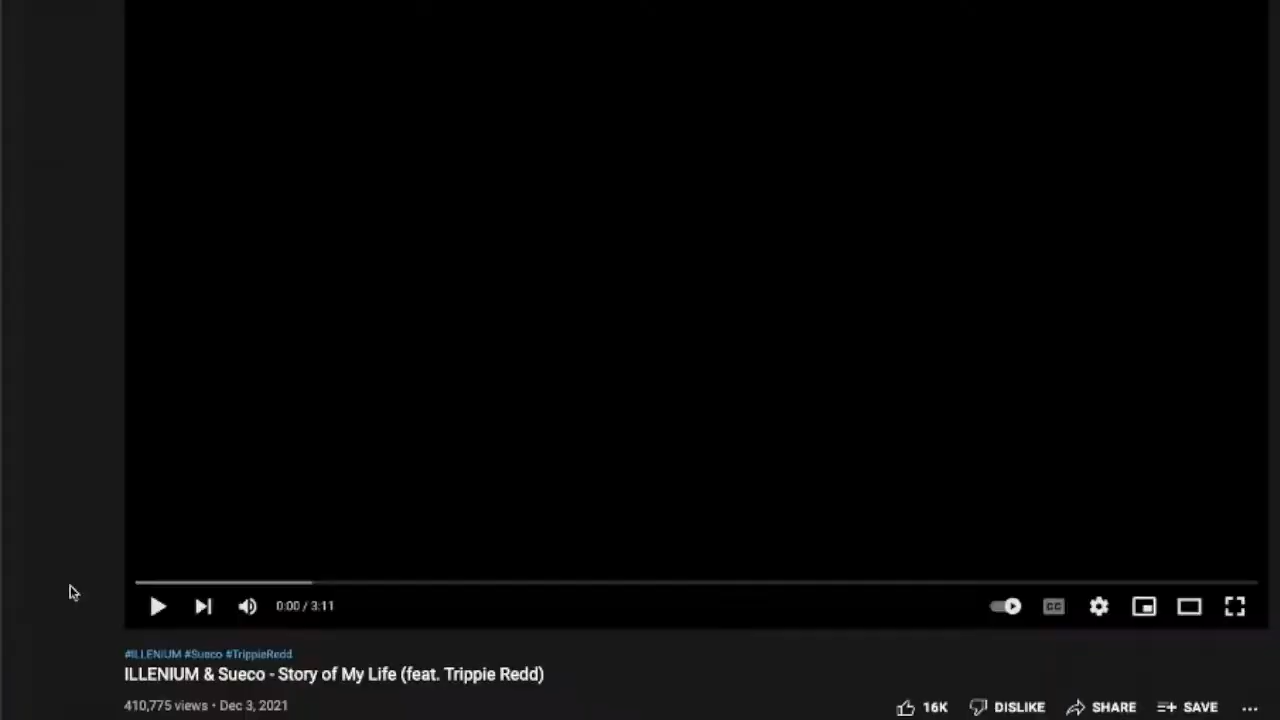 0:00 / 3:11
CC
#ILLENIUM #Sueco #TrippieRedd
ILLENIUM & Sueco - Story of My Life (feat. Trippie Redd)
410,775 views • Dec 3, 2021
16K DISLIKE SHARE SAVE